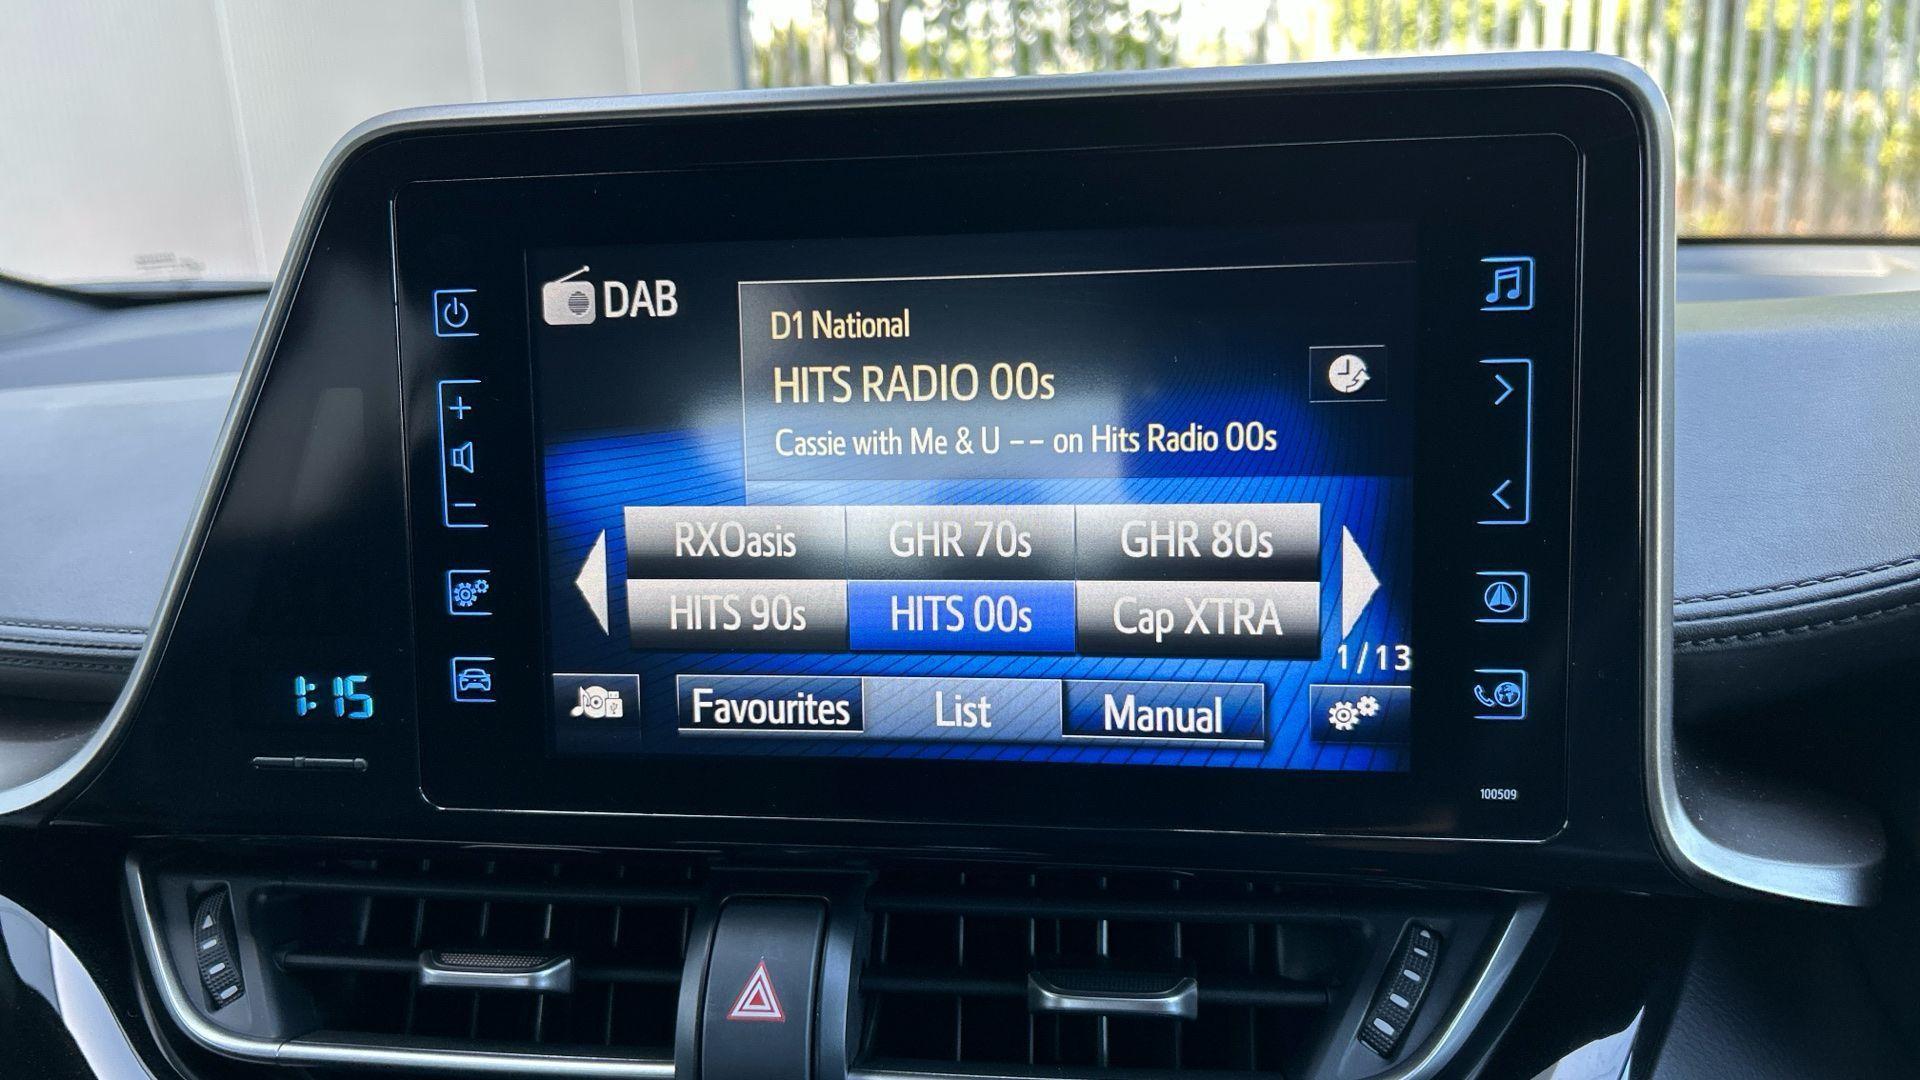 DAB
D1 National
HITS RADIO 00s
Cassie with Me & U -- on Hits Radio 00s
RXOasis GHR 70s GHR 80s
HITS 90s HITS 00s Cap XTRA
1/13
Favourites List Manual
1:15
100509